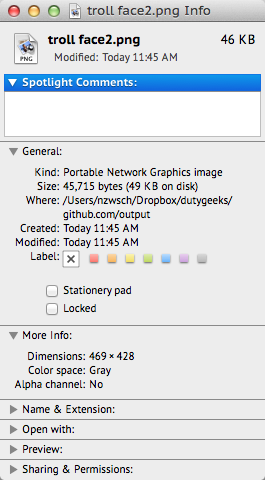 troll face2.png Info
PNG
troll face2.png 46 KB
Modified: Today 11:45 AM
Spotlight Comments:
General:
Kind: Portable Network Graphics image
Size: 45,715 bytes (49 KB on disk)
Where: /Users/nzwsch/Dropbox/dutygeeks/
github.com/output
Created: Today 11:45 AM
Modified: Today 11:45 AM
Label:
Stationery pad
Locked
More Info:
Dimensions: 469 × 428
Color space: Gray
Alpha channel: No
Name & Extension:
Open with:
Preview:
Sharing & Permissions: